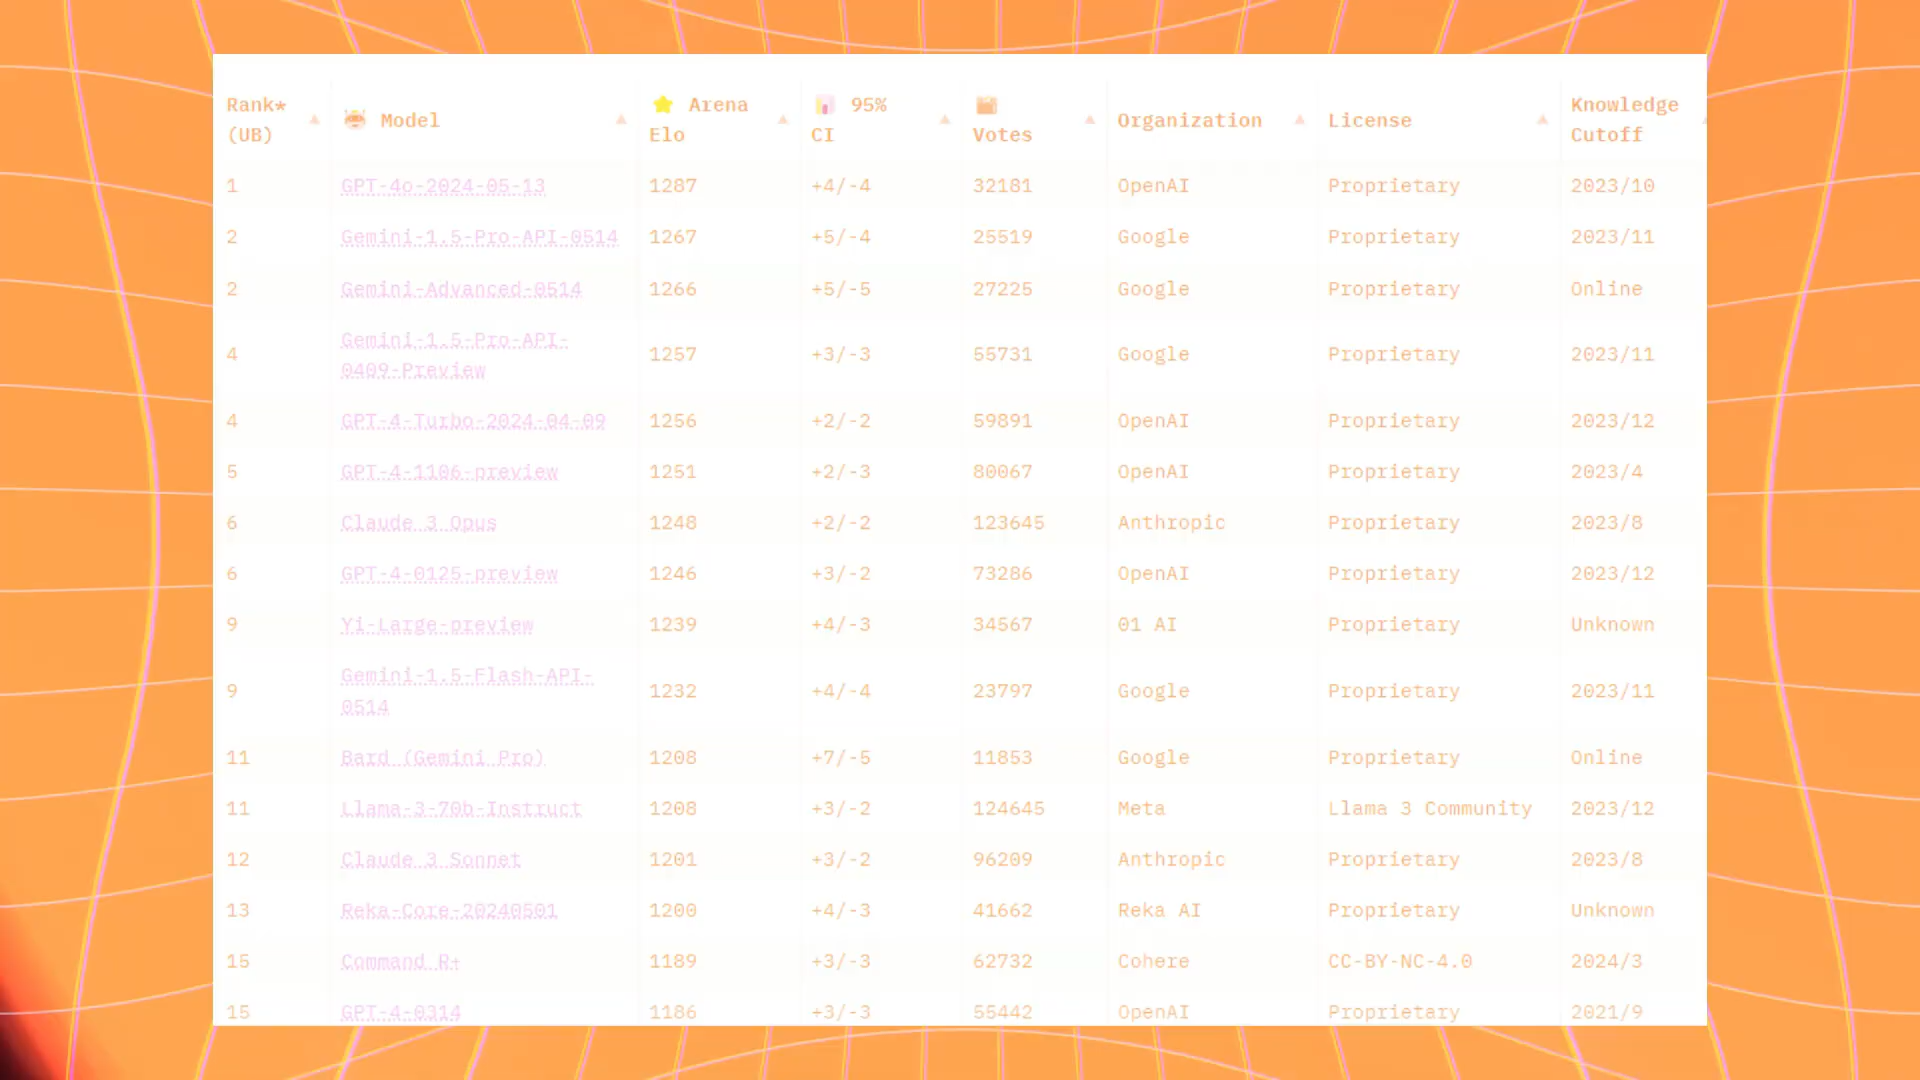 Rank* (UB) Model Arena Elo 95% CI Votes Organization License Knowledge Cutoff
1 GPT-4o-2024-05-13 1287 +4/-4 32181 OpenAI Proprietary 2023/10
2 Gemini-1.5-Pro-API-0514 1267 +5/-4 25519 Google Proprietary 2023/11
2 Gemini-Advanced-0514 1266 +5/-5 27225 Google Proprietary Online
4 Gemini-1.5-Pro-API-0409-Preview 1257 +3/-3 55731 Google Proprietary 2023/11
4 GPT-4-Turbo-2024-04-09 1256 +2/-2 59891 OpenAI Proprietary 2023/12
5 GPT-4-1106-preview 1251 +2/-3 80067 OpenAI Proprietary 2023/4
6 Claude 3 Opus 1248 +2/-2 123645 Anthropic Proprietary 2023/8
6 GPT-4-0125-preview 1246 +3/-2 73286 OpenAI Proprietary 2023/12
9 Yi-Large-preview 1239 +4/-3 34567 01 AI Proprietary Unknown
9 Gemini-1.5-Flash-API-0514 1232 +4/-4 23797 Google Proprietary 2023/11
11 Bard (Gemini Pro) 1208 +7/-5 11853 Google Proprietary Online
11 Llama-3-70b-Instruct 1208 +3/-2 124645 Meta Llama 3 Community 2023/12
12 Claude 3 Sonnet 1201 +3/-2 96209 Anthropic Proprietary 2023/8
13 Reka-Core-20240501 1200 +4/-3 41662 Reka AI Proprietary Unknown
15 Command R+ 1189 +3/-3 62732 Cohere CC-BY-NC-4.0 2024/3
15 GPT-4-0314 1186 +3/-3 55442 OpenAI Proprietary 2021/9